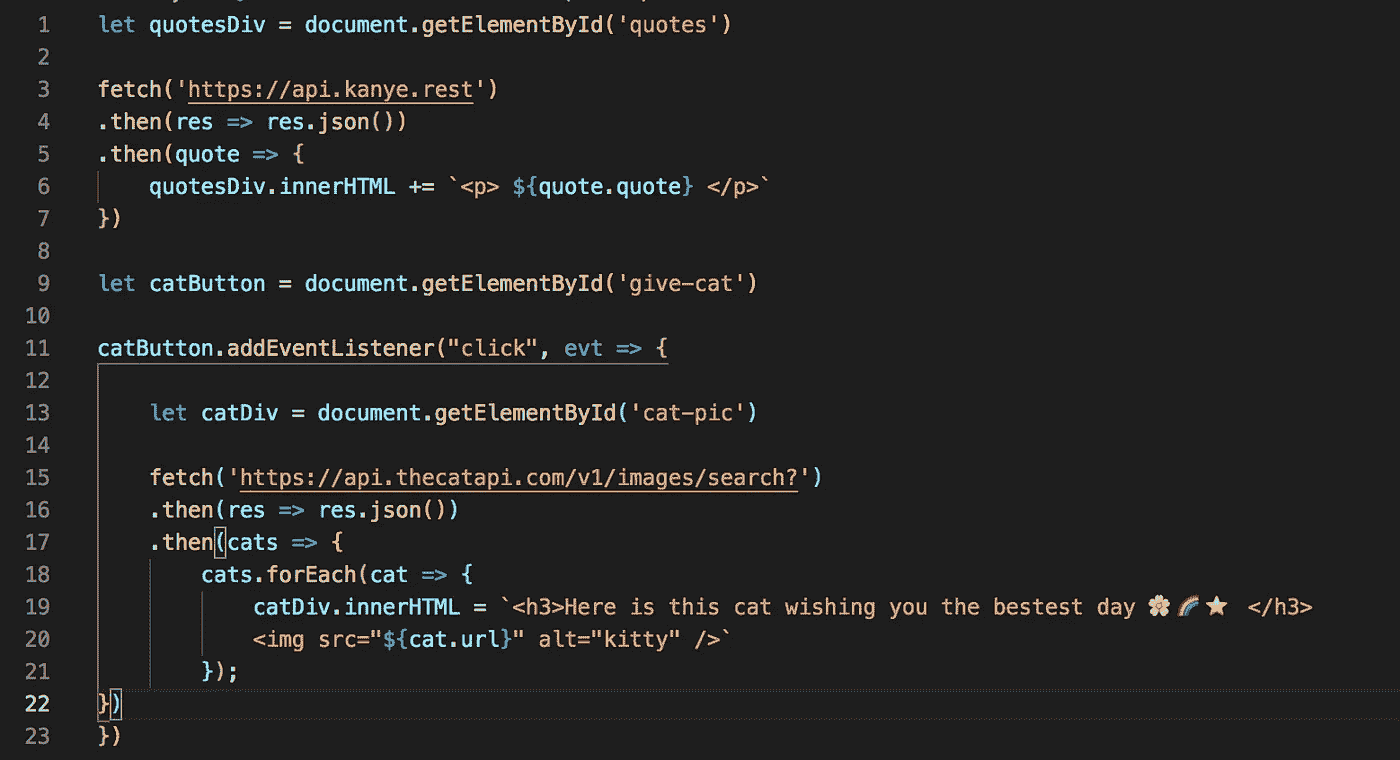 1 let quotesDiv = document.getElementById('quotes')
2
3 fetch('https://api.kanye.rest')
4 .then(res => res.json())
5 .then(quote => {
6     quotesDiv.innerHTML += `<p> ${quote.quote} </p>`
7 })
8
9 let catButton = document.getElementById('give-cat')
10
11 catButton.addEventListener("click", evt => {
12
13     let catDiv = document.getElementById('cat-pic')
14
15     fetch('https://api.thecatapi.com/v1/images/search?')
16     .then(res => res.json())
17     .then(cats => {
18         cats.forEach(cat => {
19             catDiv.innerHTML = `<h3>Here is this cat wishing you the bestest day 🌸🌈⭐ </h3>
20             <img src="${cat.url}" alt="kitty" />`
21         });
22 })
23 })